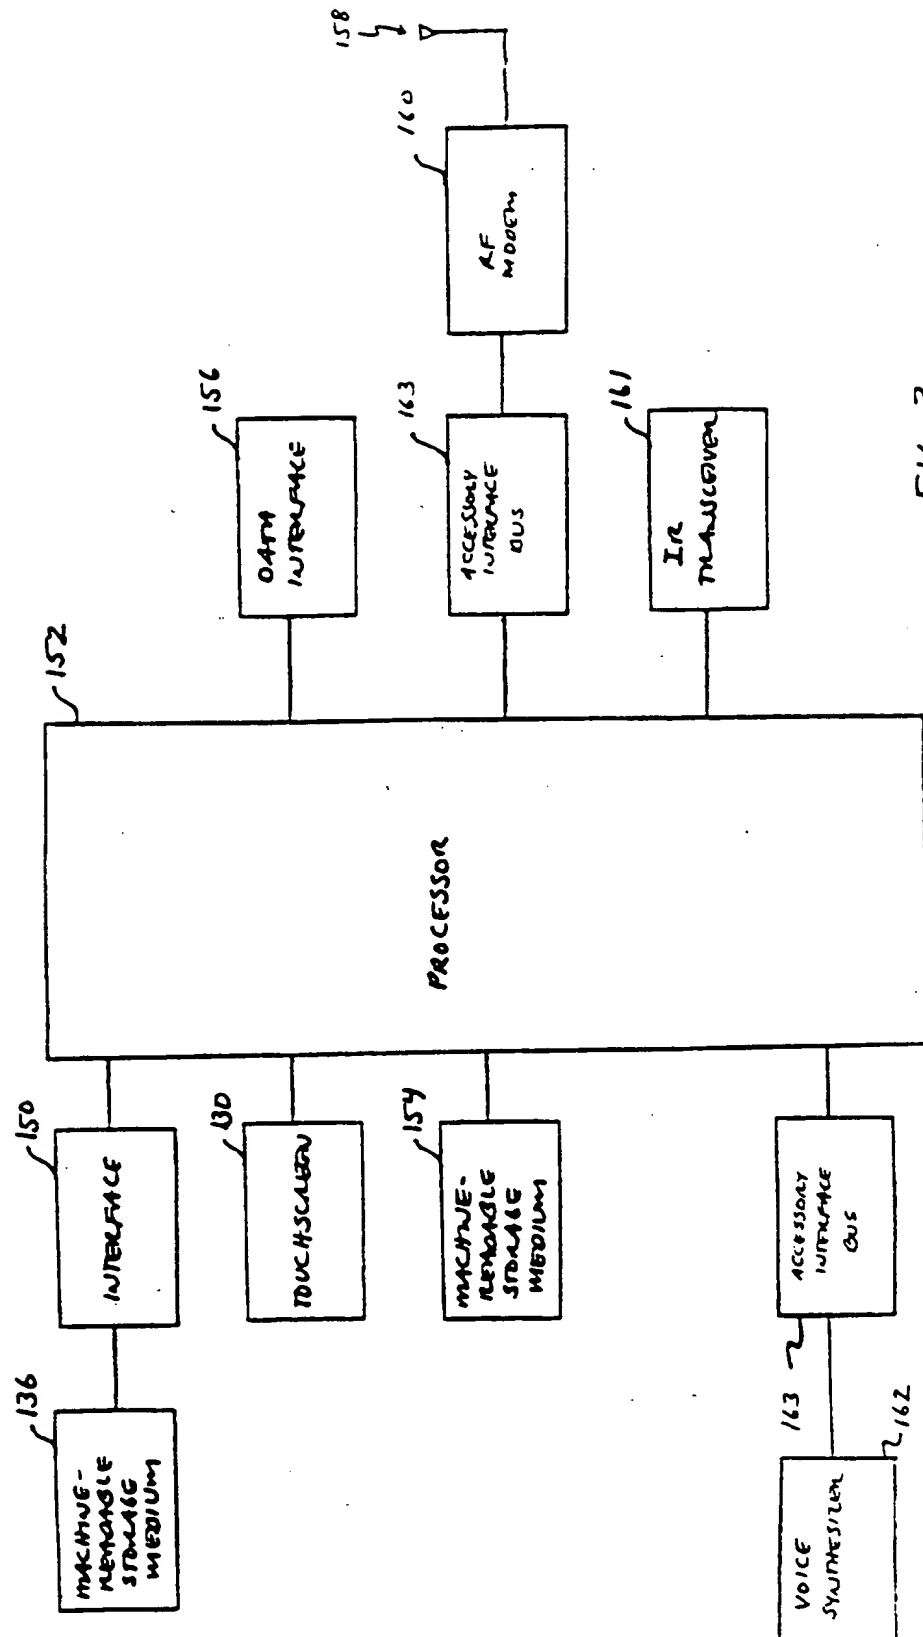 136
MACHINE-
READABLE
STORAGE
MEDIUM
150
INTERFACE
130
TOUCHSCREEN
154
MACHINE-
READABLE
STORAGE
MEDIUM
163
ACCESSORY
INTERFACE
BUS
162
VOICE
SYNTHESIZER
152
PROCESSOR
156
DATA
INTERFACE
163
ACCESSORY
INTERFACE
BUS
161
IR
TRANSCEIVER
160
RF
MODEM
158